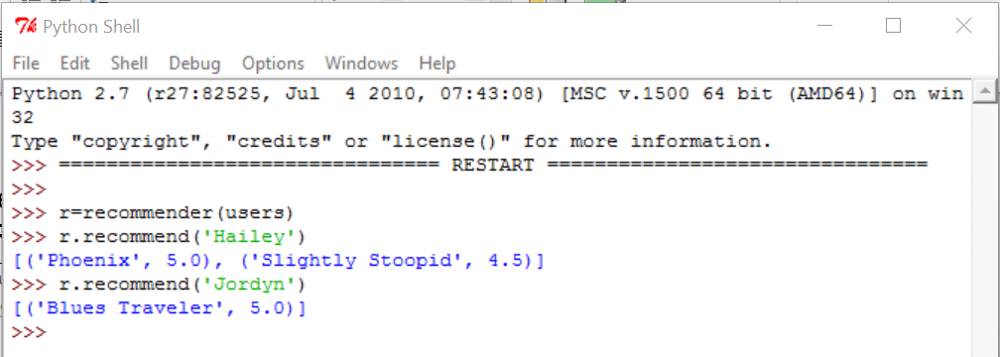 Python Shell
File Edit Shell Debug Options Windows Help
Python 2.7 (r27:82525, Jul  4 2010, 07:43:08) [MSC v.1500 64 bit (AMD64)] on win
32
Type "copyright", "credits" or "license()" for more information.
>>> ================================ RESTART ================================
>>>
>>> r=recommender(users)
>>> r.recommend('Hailey')
[('Phoenix', 5.0), ('Slightly Stoopid', 4.5)]
>>> r.recommend('Jordyn')
[('Blues Traveler', 5.0)]
>>>